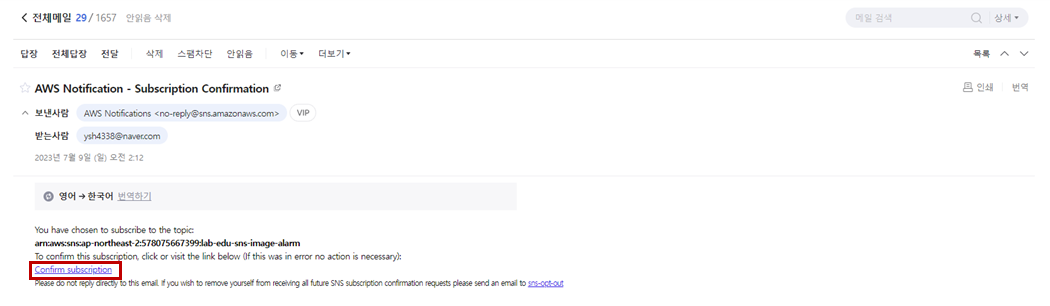 전체메일 29 / 1657 안읽음 삭제
메일 검색 상세
답장 전체답장 전달 삭제 스팸차단 안읽음 이동 더보기 목록
AWS Notification - Subscription Confirmation
인쇄 번역
보낸사람 AWS Notifications <no-reply@sns.amazonaws.com> VIP
받는사람 ysh4338@naver.com
2023년 7월 9일 (일) 오전 2:12
영어 → 한국어 번역하기
You have chosen to subscribe to the topic:
arn:aws:sns:ap-northeast-2:578075667399:lab-edu-sns-image-alarm
To confirm this subscription, click or visit the link below (If this was in error no action is necessary):
Confirm subscription
Please do not reply directly to this email. If you wish to remove yourself from receiving all future SNS subscription confirmation requests please send an email to sns-opt-out